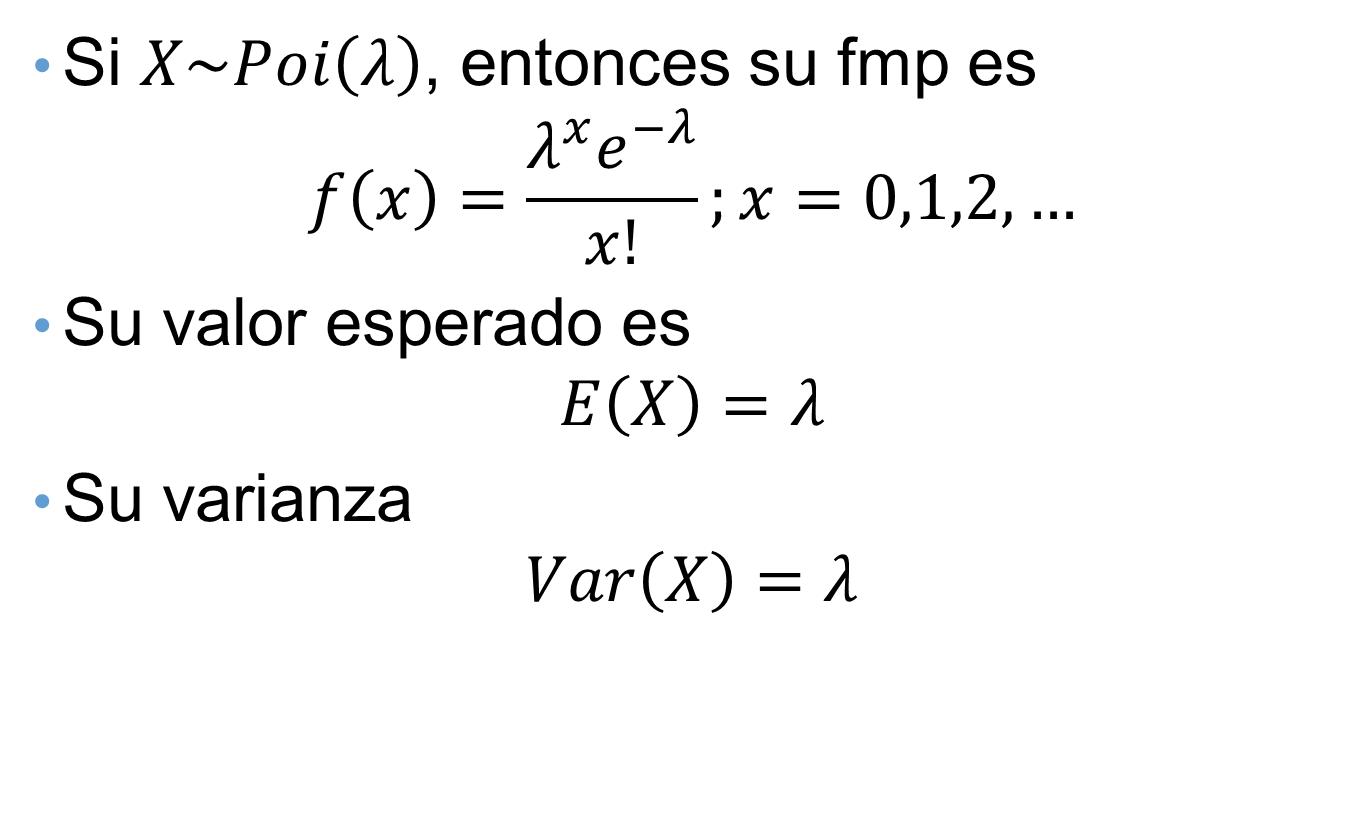 • Si 𝑋~𝑃𝑜𝑖(𝜆), entonces su fmp es
𝑓(𝑥) = 𝜆^𝑥 𝑒^−𝜆 / 𝑥! ; 𝑥 = 0,1,2, …
• Su valor esperado es
𝐸(𝑋) = 𝜆
• Su varianza
𝑉𝑎𝑟(𝑋) = 𝜆